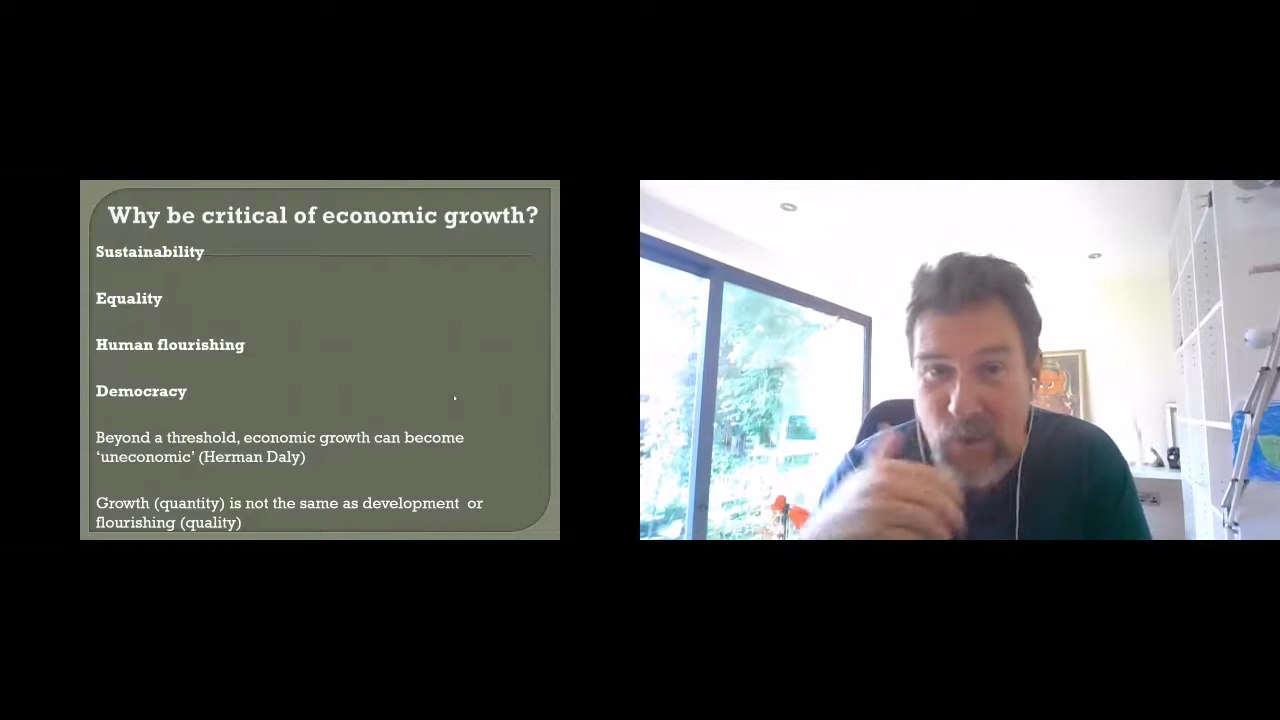 Why be critical of economic growth?
Sustainability
Equality
Human flourishing
Democracy
Beyond a threshold, economic growth can become
‘uneconomic’ (Herman Daly)
Growth (quantity) is not the same as development or
flourishing (quality)